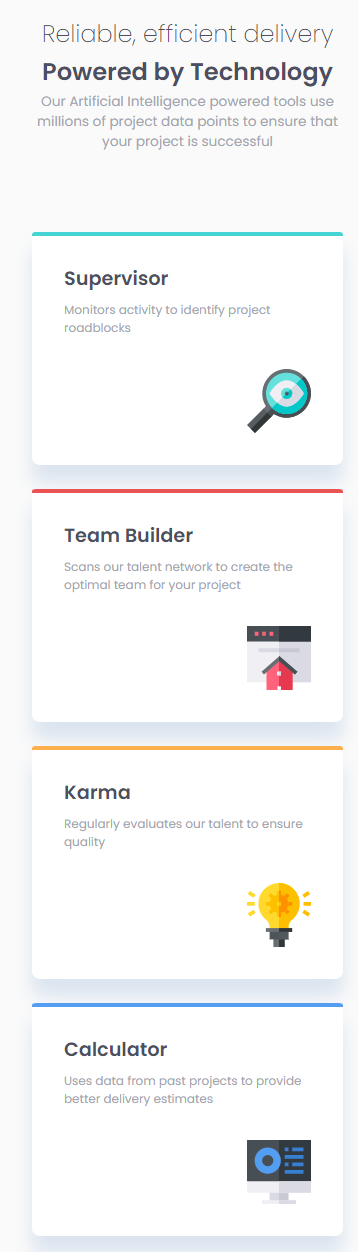 Reliable, efficient delivery
Powered by Technology
Our Artificial Intelligence powered tools use
millions of project data points to ensure that
your project is successful
Supervisor
Monitors activity to identify project
roadblocks
Team Builder
Scans our talent network to create the
optimal team for your project
Karma
Regularly evaluates our talent to ensure
quality
Calculator
Uses data from past projects to provide
better delivery estimates